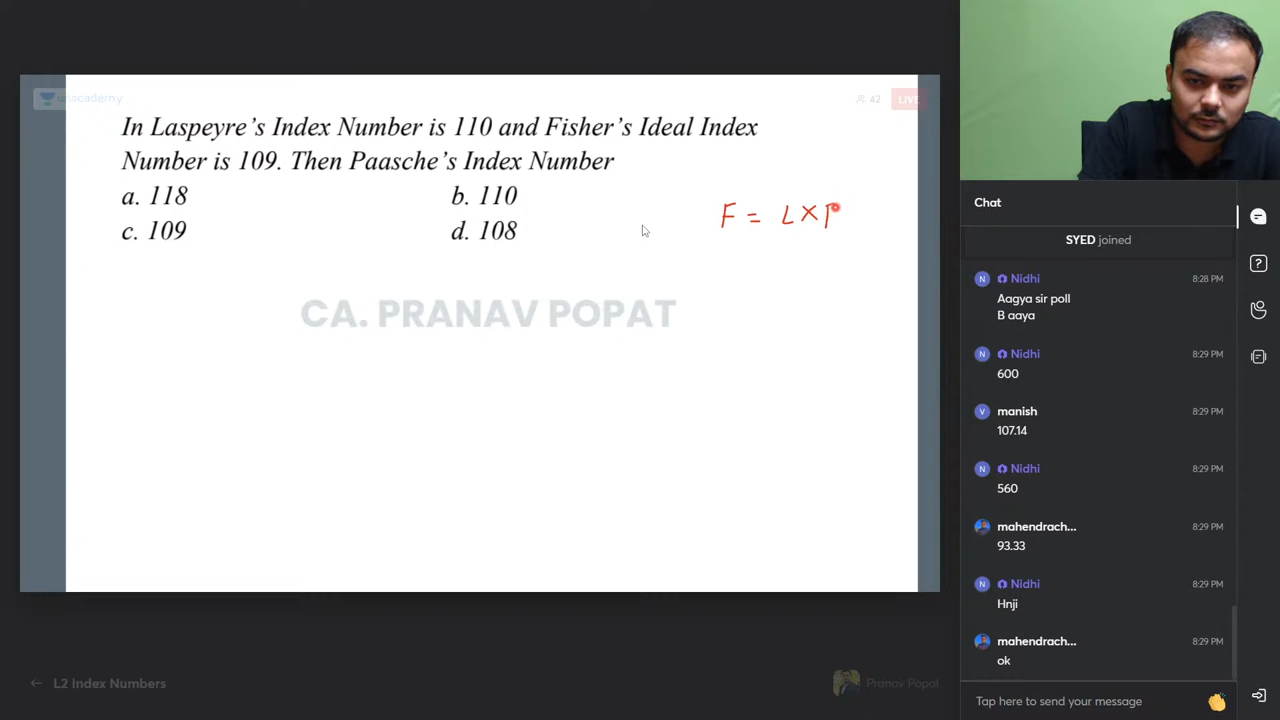 unacademy
42
LIVE
In Laspeyre's Index Number is 110 and Fisher's Ideal Index
Number is 109. Then Paasche's Index Number
a. 118
b. 110
c. 109
d. 108
F = L × P
CA. PRANAV POPAT
L2 Index Numbers
Pranav Popat
Chat
SYED joined
N Nidhi 8:28 PM
Aagya sir poll
B aaya
N Nidhi 8:29 PM
600
V manish 8:29 PM
107.14
N Nidhi 8:29 PM
560
mahendrach... 8:29 PM
93.33
N Nidhi 8:29 PM
Hnji
mahendrach... 8:29 PM
ok
Tap here to send your message